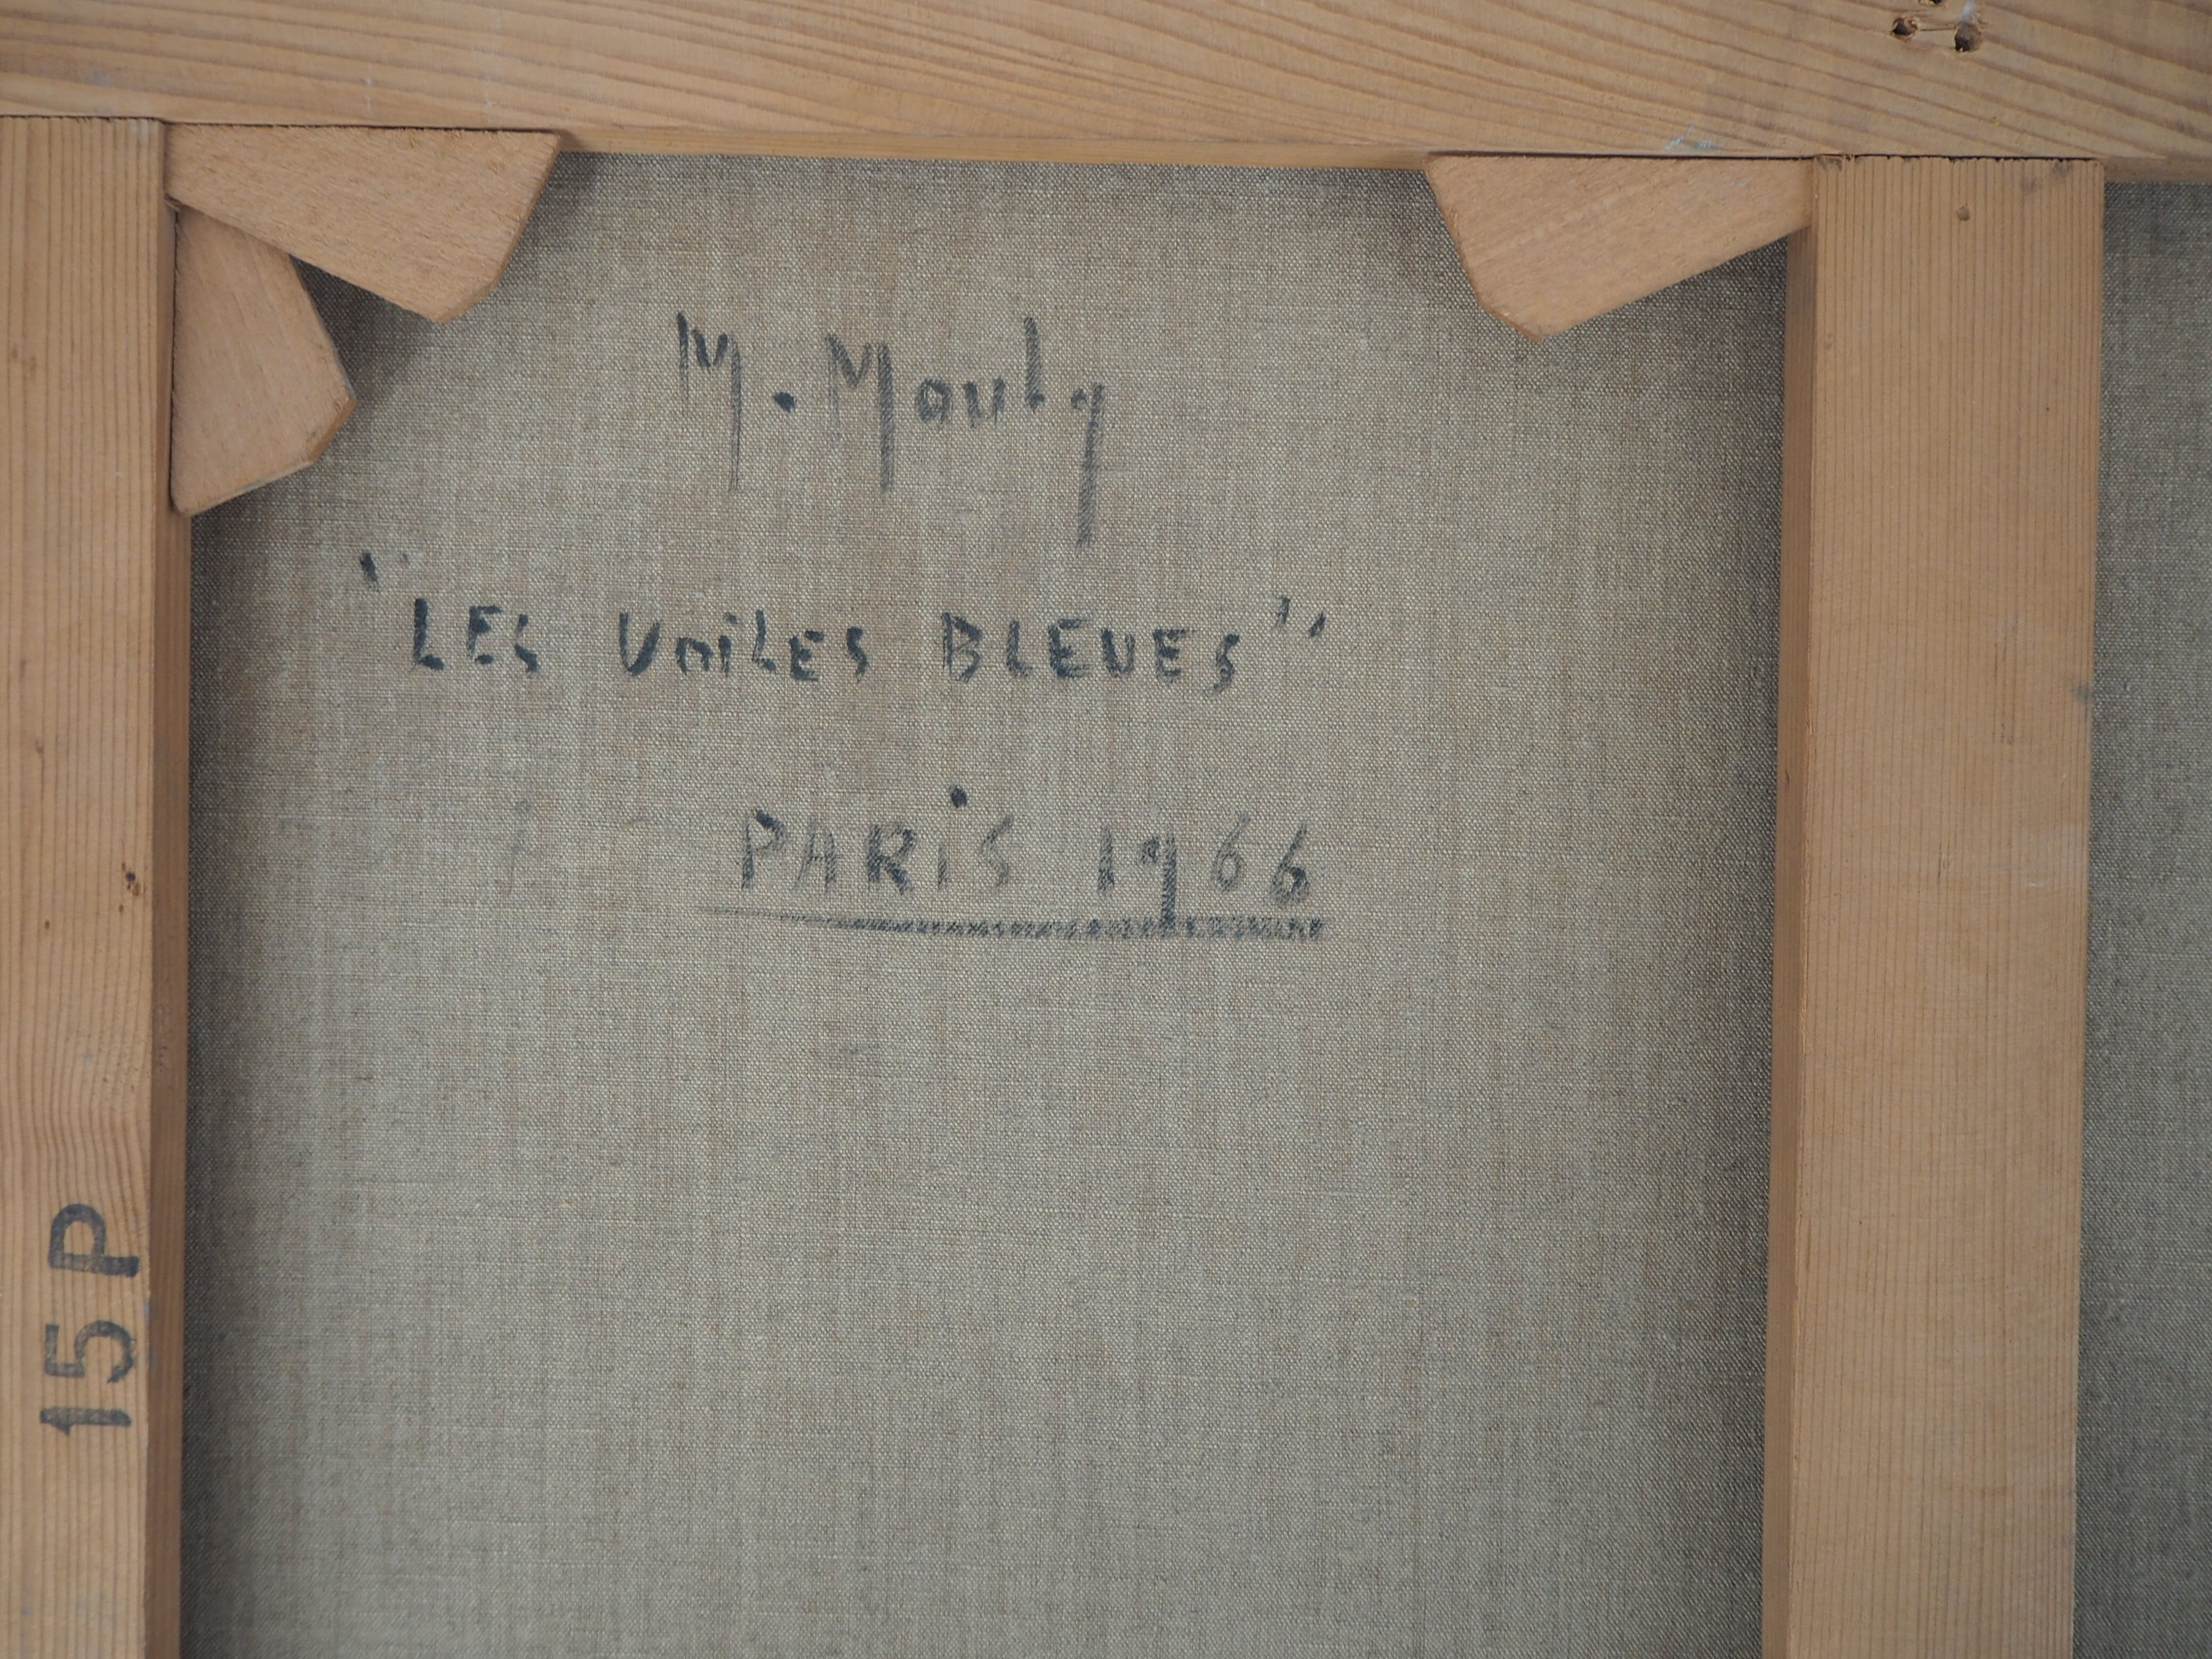 M. Mouly
"LES VOiLES BLEUES"
PARiS 1966
15P